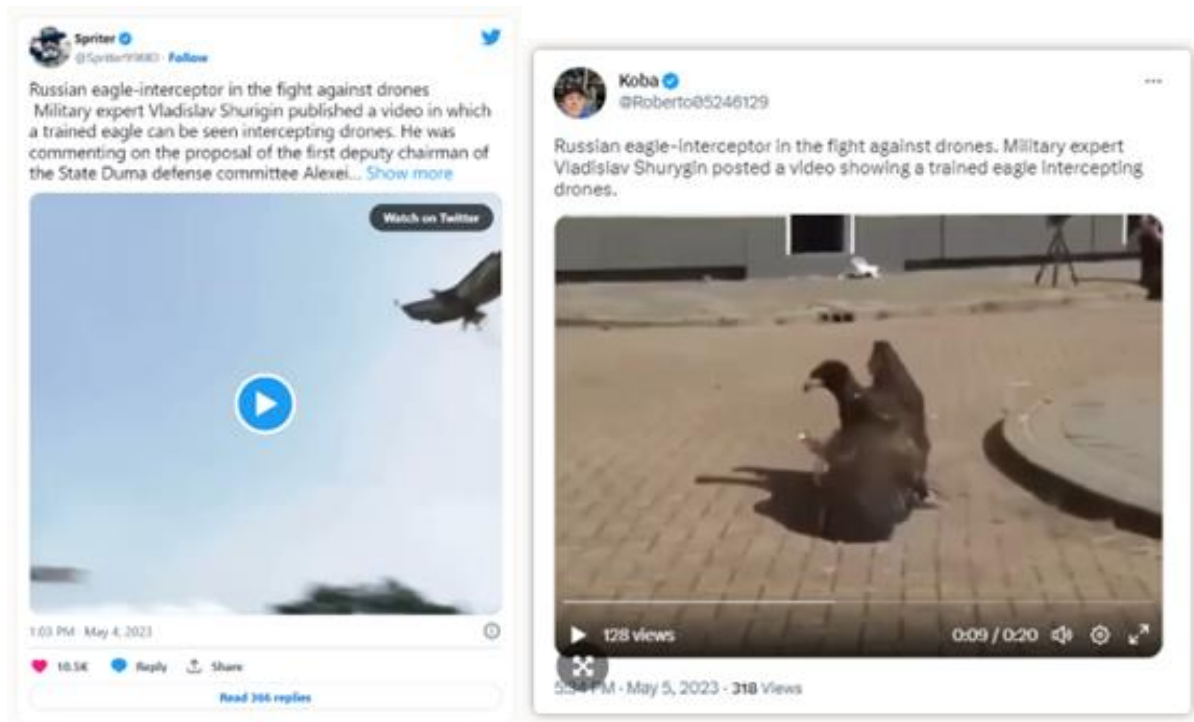 Spriter
Follow
Russian eagle-interceptor in the fight against drones
Military expert Vladislav Shurigin published a video in which
a trained eagle can be seen intercepting drones. He was
commenting on the proposal of the first deputy chairman of
the State Duma defense committee Alexei... Show more
Watch on Twitter
1:03 PM · May 4, 2023
10.5K Reply Share
Read 366 replies
Koba
@Roberto05246129
Russian eagle-interceptor in the fight against drones. Military expert
Vladislav Shurygin posted a video showing a trained eagle intercepting
drones.
128 views
0:09 / 0:20
5:34 PM · May 5, 2023 · 318 Views